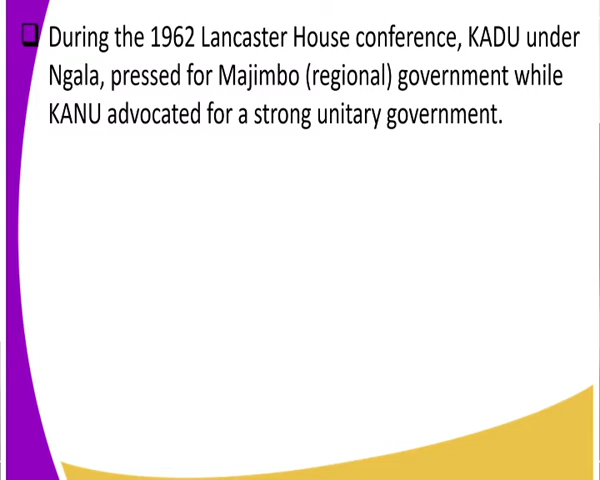 During the 1962 Lancaster House conference, KADU under
Ngala, pressed for Majimbo (regional) government while
KANU advocated for a strong unitary government.